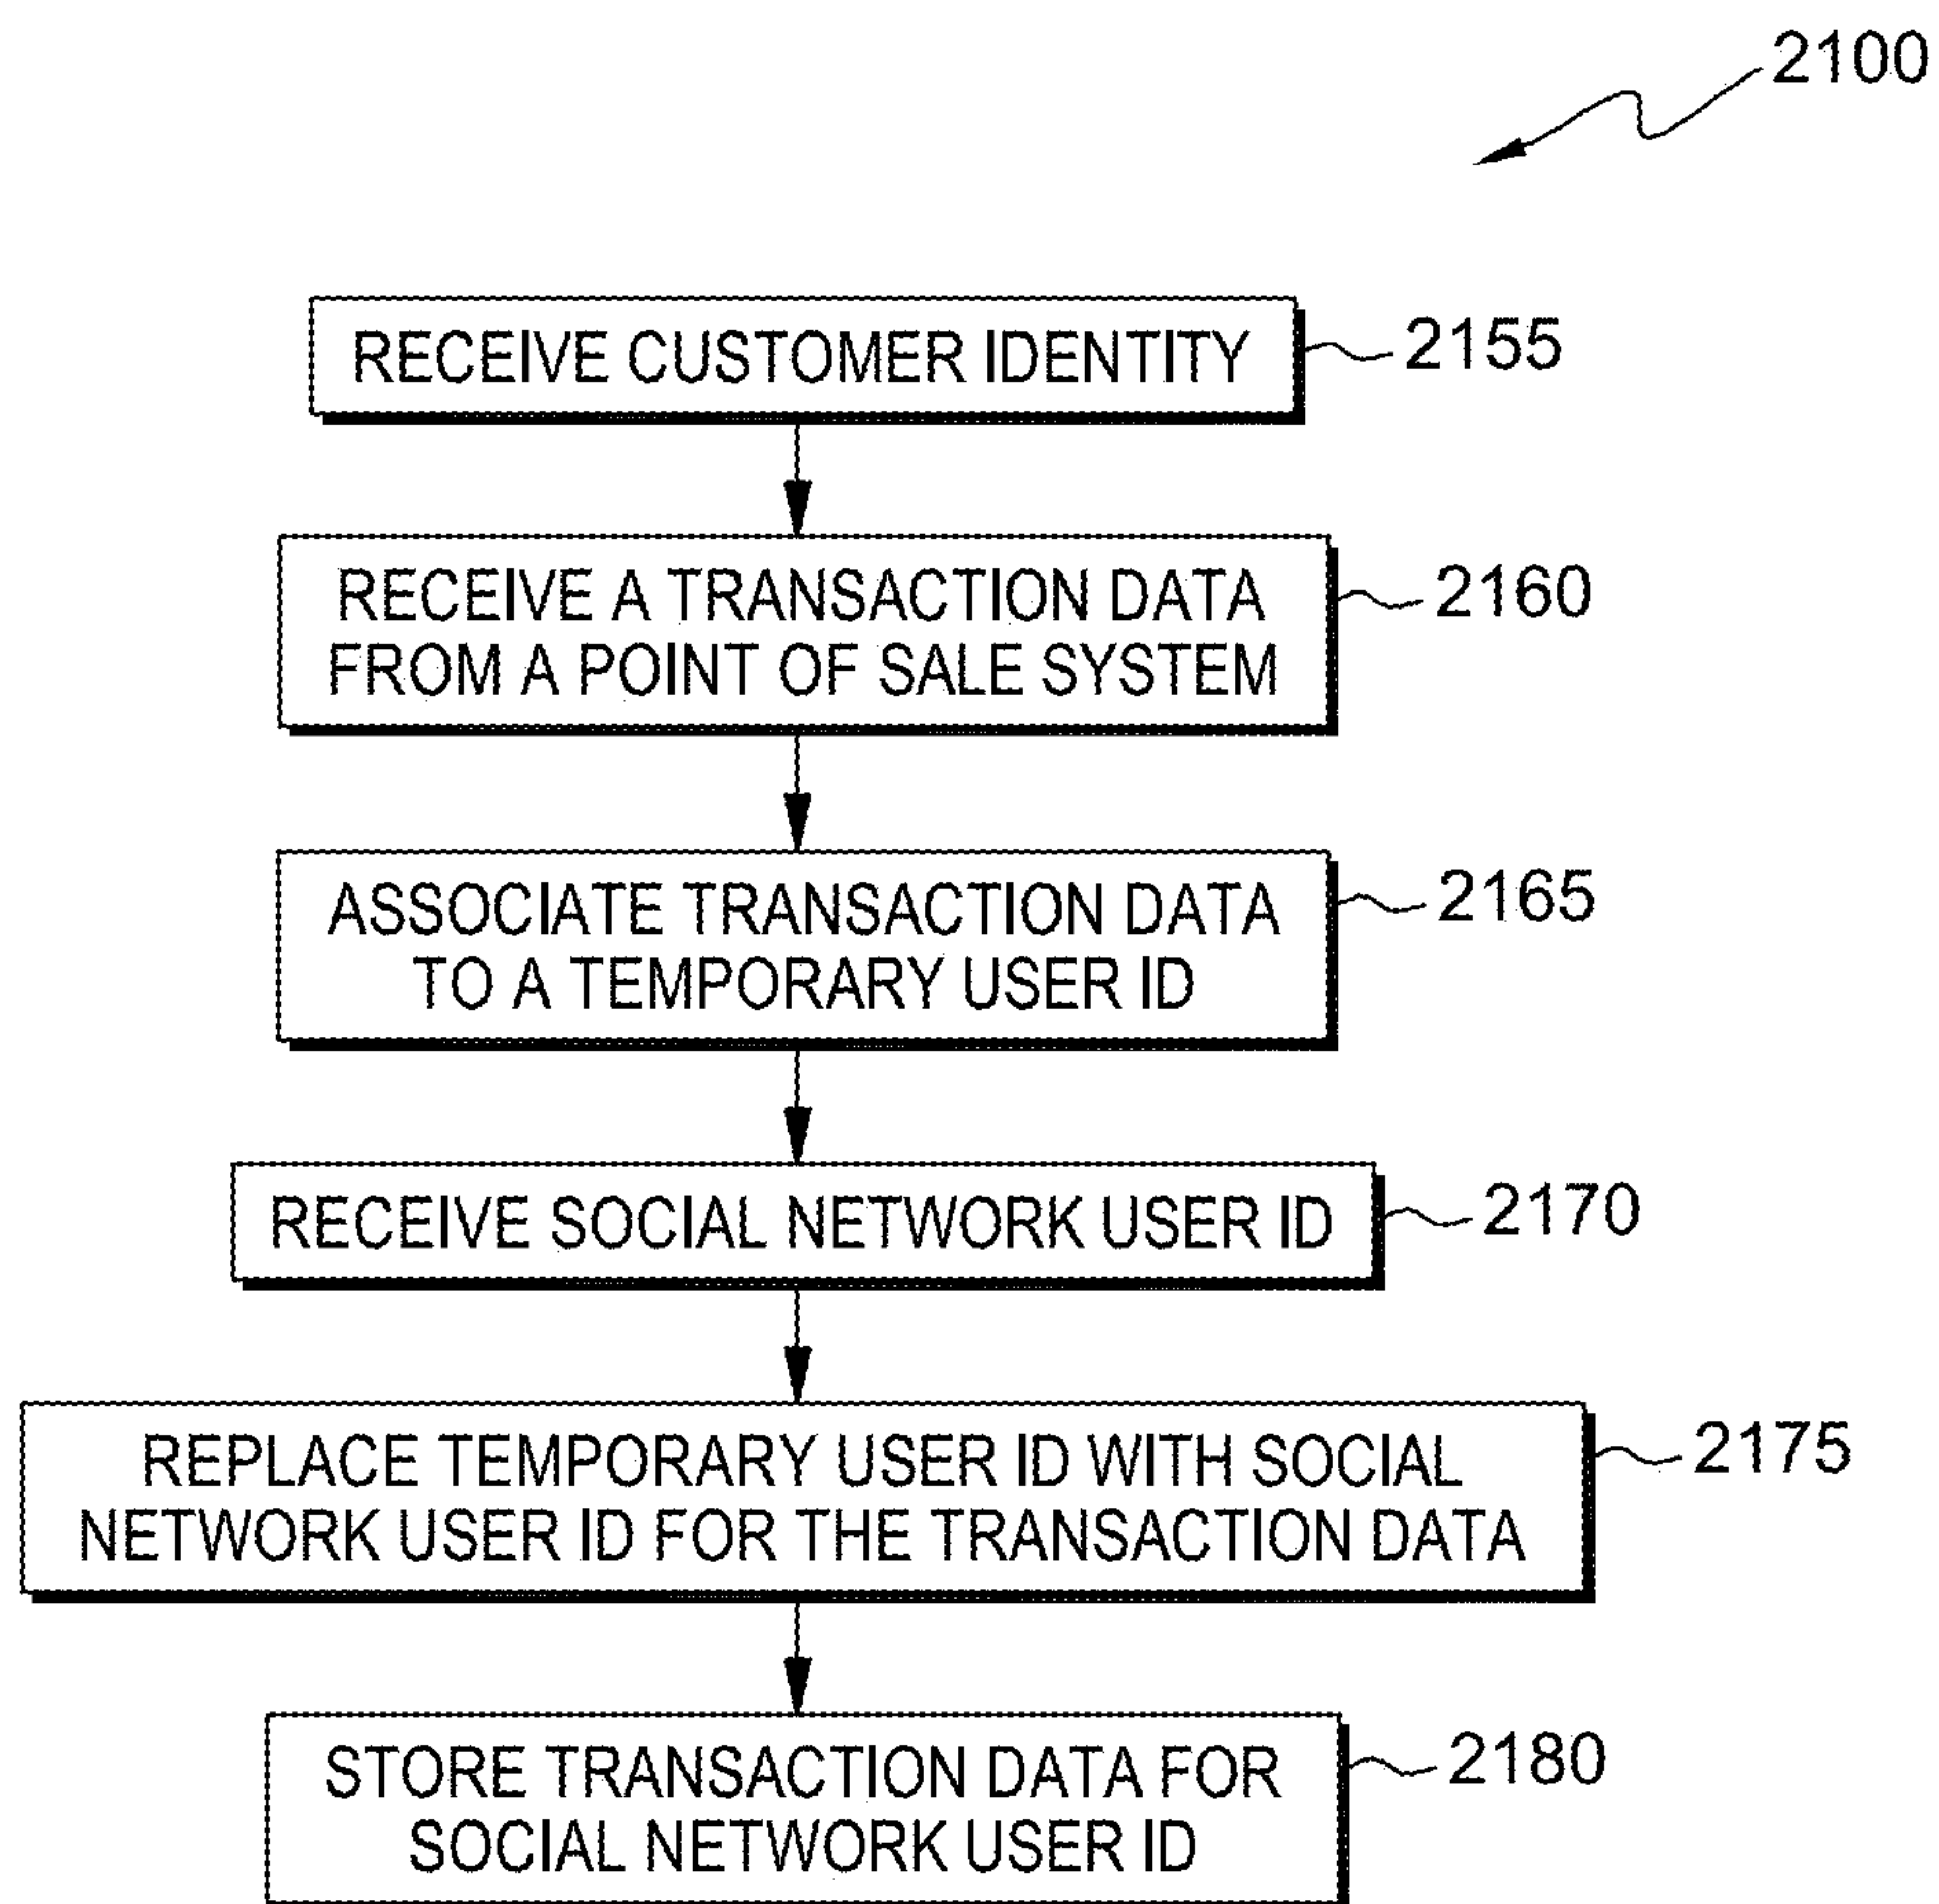 2100
RECEIVE CUSTOMER IDENTITY
2155
RECEIVE A TRANSACTION DATA
FROM A POINT OF SALE SYSTEM
2160
ASSOCIATE TRANSACTION DATA
TO A TEMPORARY USER ID
2165
RECEIVE SOCIAL NETWORK USER ID
2170
REPLACE TEMPORARY USER ID WITH SOCIAL
NETWORK USER ID FOR THE TRANSACTION DATA
2175
STORE TRANSACTION DATA FOR
SOCIAL NETWORK USER ID
2180